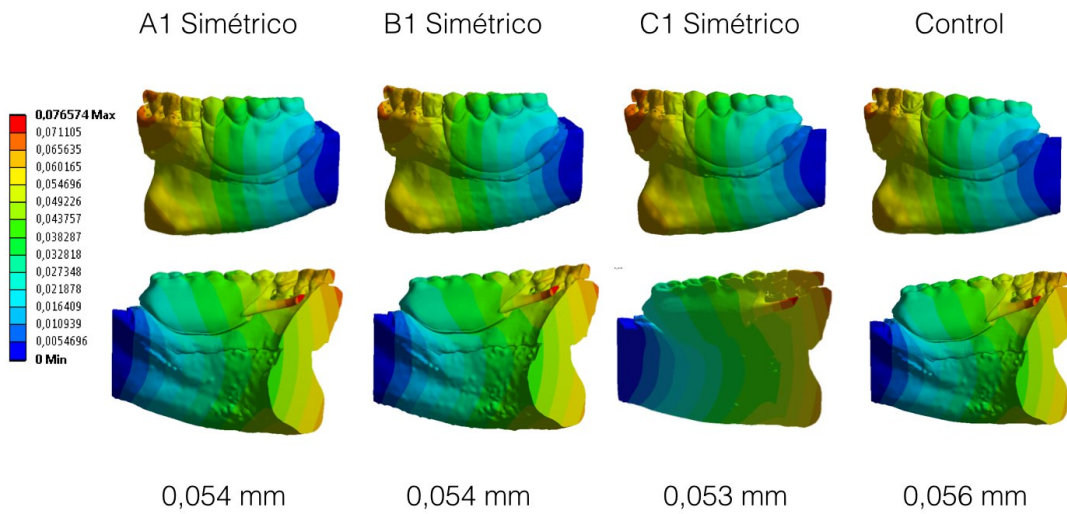 A1 Simétrico
B1 Simétrico
C1 Simétrico
Control
0,076574 Max
0,071105
0,065635
0,060165
0,054696
0,049226
0,043757
0,038287
0,032818
0,027348
0,021878
0,016409
0,010939
0,0054696
0 Min
0,054 mm
0,054 mm
0,053 mm
0,056 mm